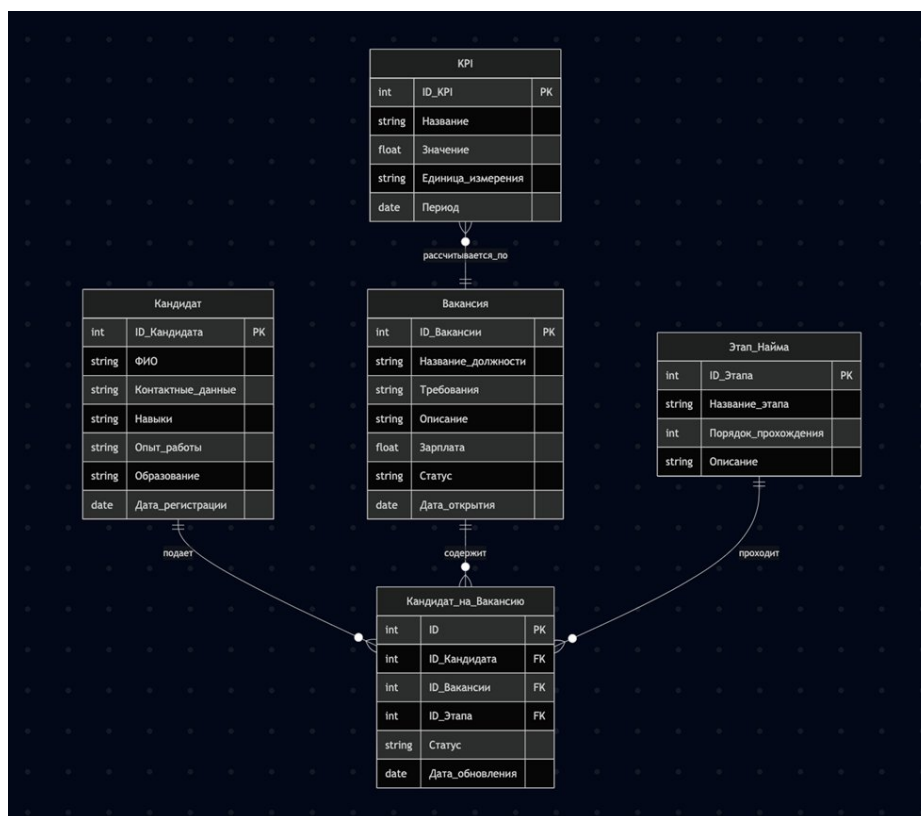 KPI
int ID_KPI PK
string Название
float Значение
string Единица_измерения
date Период
рассчитывается_по
Кандидат
int ID_Кандидата PK
string ФИО
string Контактные_данные
string Навыки
string Опыт_работы
string Образование
date Дата_регистрации
Вакансия
int ID_Вакансии PK
string Название_должности
string Требования
string Описание
float Зарплата
string Статус
date Дата_открытия
Этап_Найма
int ID_Этапа PK
string Название_этапа
int Порядок_прохождения
string Описание
подает
содержит
проходит
Кандидат_на_Вакансию
int ID PK
int ID_Кандидата FK
int ID_Вакансии FK
int ID_Этапа FK
string Статус
date Дата_обновления